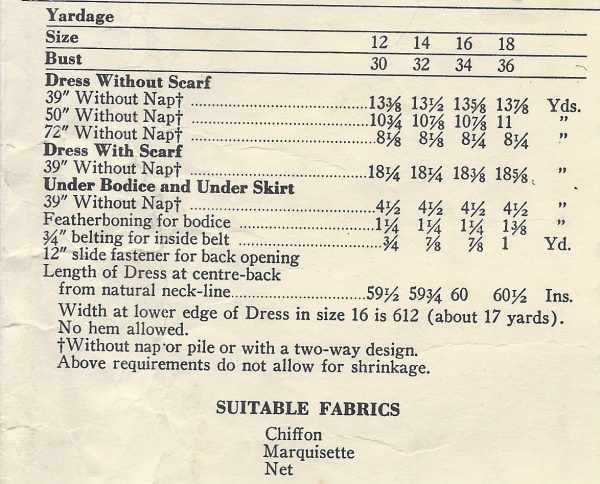 Yardage
Size 12 14 16 18
Bust 30 32 34 36
Dress Without Scarf
39″ Without Nap† ..............................13⅜ 13½ 13⅝ 13⅞ Yds.
50″ Without Nap† ..............................10¾ 10⅞ 10⅞ 11 ”
72″ Without Nap† .............................. 8⅛ 8⅛ 8¼ 8¼ ”
Dress With Scarf
39″ Without Nap† ..............................18¼ 18¼ 18⅜ 18⅝ ”
Under Bodice and Under Skirt
39″ Without Nap† .............................. 4½ 4½ 4½ 4½ ”
Featherboning for bodice ..................... 1¼ 1¼ 1¼ 1⅜ ”
¾″ belting for inside belt ..................... ¾ ⅞ ⅞ 1 Yd.
12″ slide fastener for back opening
Length of Dress at centre-back
from natural neck-line.......................59½ 59¾ 60 60½ Ins.
Width at lower edge of Dress in size 16 is 612 (about 17 yards).
No hem allowed.
†Without nap or pile or with a two-way design.
Above requirements do not allow for shrinkage.
SUITABLE FABRICS
Chiffon
Marquisette
Net